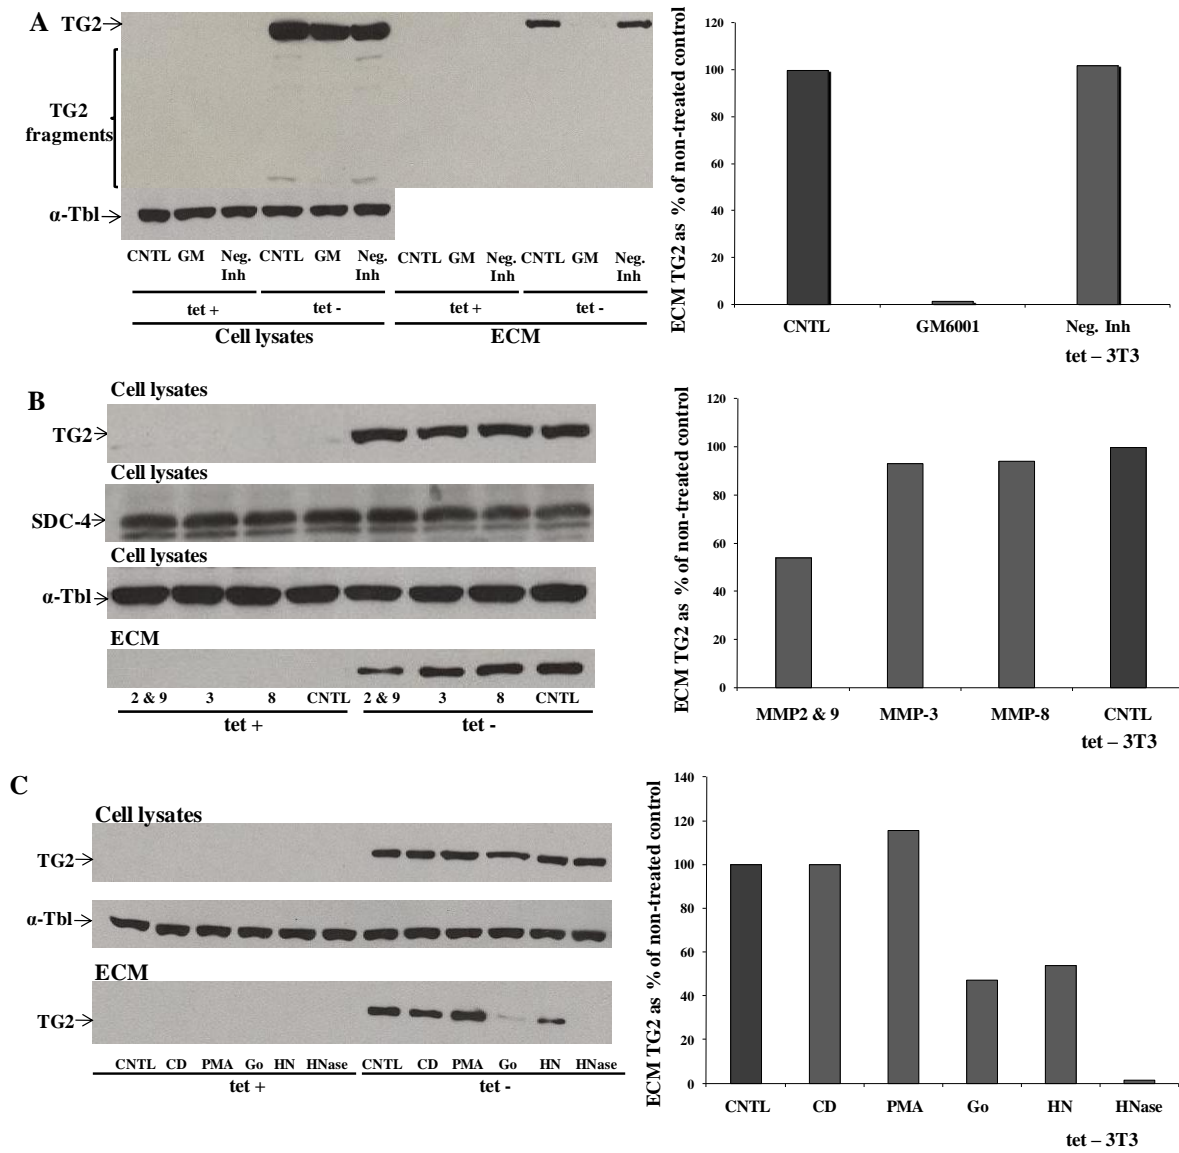 A
TG2
TG2
fragments
α-Tbl
CNTL GM Neg. Inh CNTL GM Neg. Inh CNTL GM Neg. Inh CNTL GM Neg. Inh
tet + tet - tet + tet -
Cell lysates ECM
ECM TG2 as % of non-treated control
120
100
80
60
40
20
0
CNTL GM6001 Neg. Inh
tet – 3T3
B
Cell lysates
TG2
Cell lysates
SDC-4
Cell lysates
α-Tbl
ECM
2 & 9 3 8 CNTL 2 & 9 3 8 CNTL
tet + tet -
ECM TG2 as % of non-treated control
120
100
80
60
40
20
0
MMP2 & 9 MMP-3 MMP-8 CNTL
tet – 3T3
C
Cell lysates
TG2
α-Tbl
ECM
TG2
CNTL CD PMA Go HN HNase CNTL CD PMA Go HN HNase
tet + tet -
ECM TG2 as % of non-treated control
140
120
100
80
60
40
20
0
CNTL CD PMA Go HN HNase
tet – 3T3